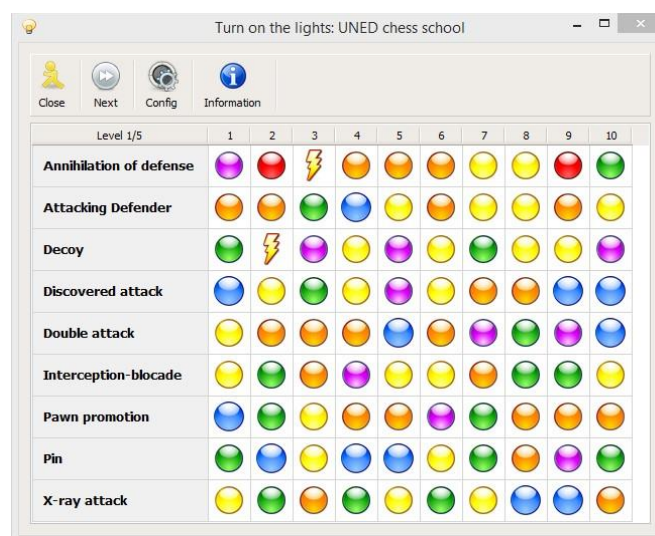 Turn on the lights: UNED chess school
Close Next Config Information
Level 1/5 1 2 3 4 5 6 7 8 9 10
Annihilation of defense
Attacking Defender
Decoy
Discovered attack
Double attack
Interception-blocade
Pawn promotion
Pin
X-ray attack